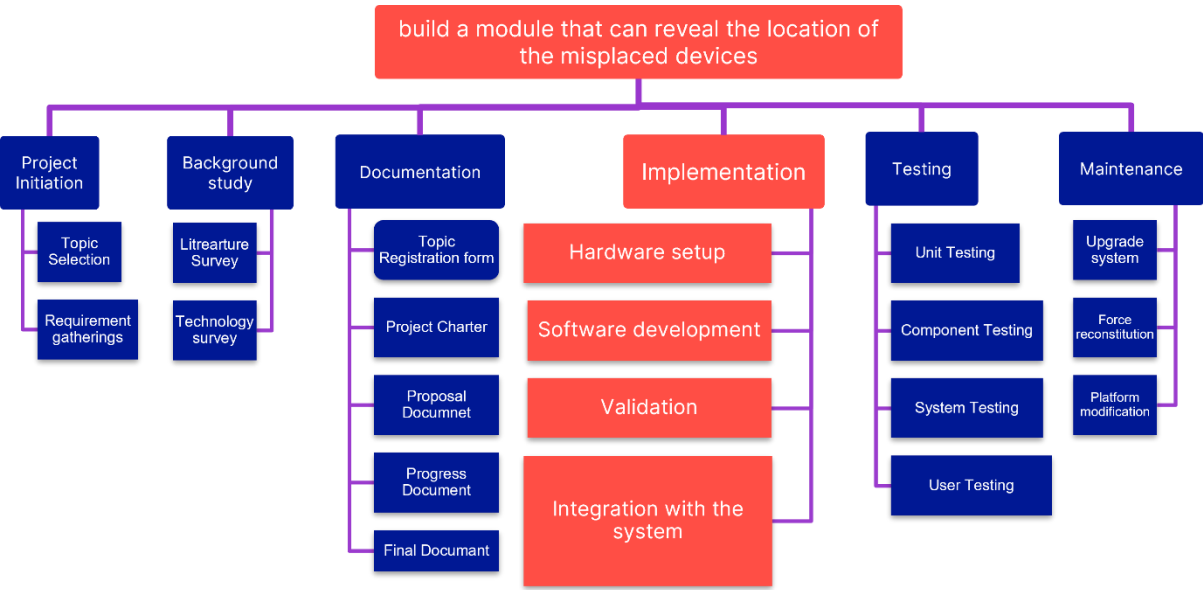 build a module that can reveal the location of
the misplaced devices
Project
Initiation
Topic
Selection
Requirement
gatherings
Background
study
Litrearture
Survey
Technology
survey
Documentation
Topic
Registration form
Project Charter
Proposal
Documnet
Progress
Document
Final Documant
Implementation
Hardware setup
Software development
Validation
Integration with the
system
Testing
Unit Testing
Component Testing
System Testing
User Testing
Maintenance
Upgrade
system
Force
reconstitution
Platform
modification